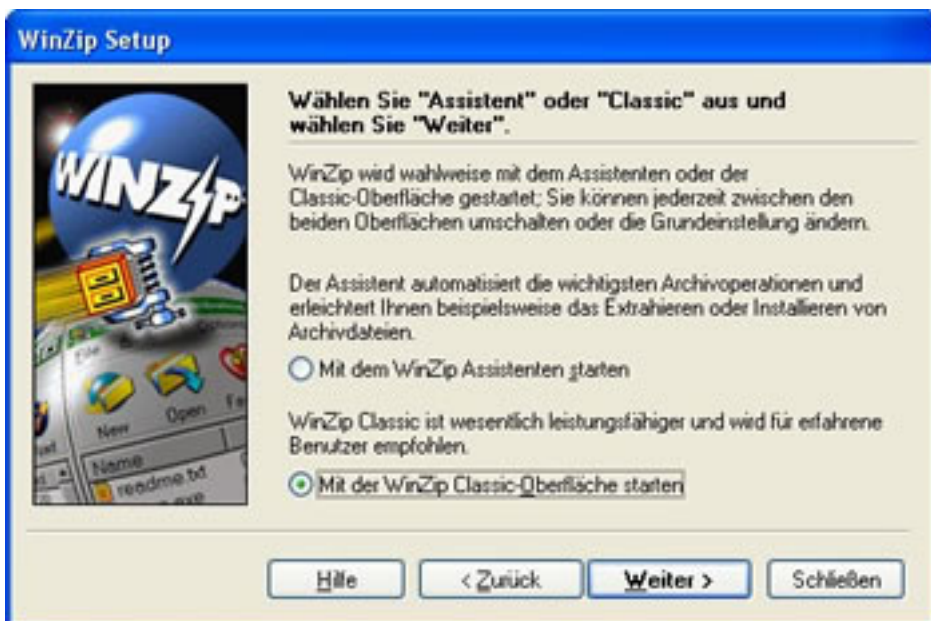 WinZip Setup
WINZIP
File
New
Open
Name
readme.txt
.exe
Wählen Sie "Assistent" oder "Classic" aus und
wählen Sie "Weiter".
WinZip wird wahlweise mit dem Assistenten oder der
Classic-Oberfläche gestartet; Sie können jederzeit zwischen den
beiden Oberflächen umschalten oder die Grundeinstellung ändern.
Der Assistent automatisiert die wichtigsten Archivoperationen und
erleichtert Ihnen beispielsweise das Extrahieren oder Installieren von
Archivdateien.
Mit dem WinZip Assistenten starten
WinZip Classic ist wesentlich leistungsfähiger und wird für erfahrene
Benutzer empfohlen.
Mit der WinZip Classic-Oberfläche starten
Hilfe
< Zurück
Weiter >
Schließen